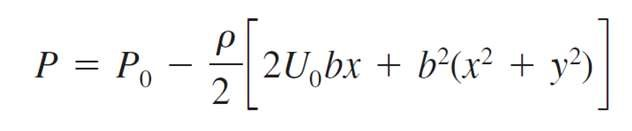 P = P₀ − ρ/2 [2U₀bx + b²(x² + y²)]